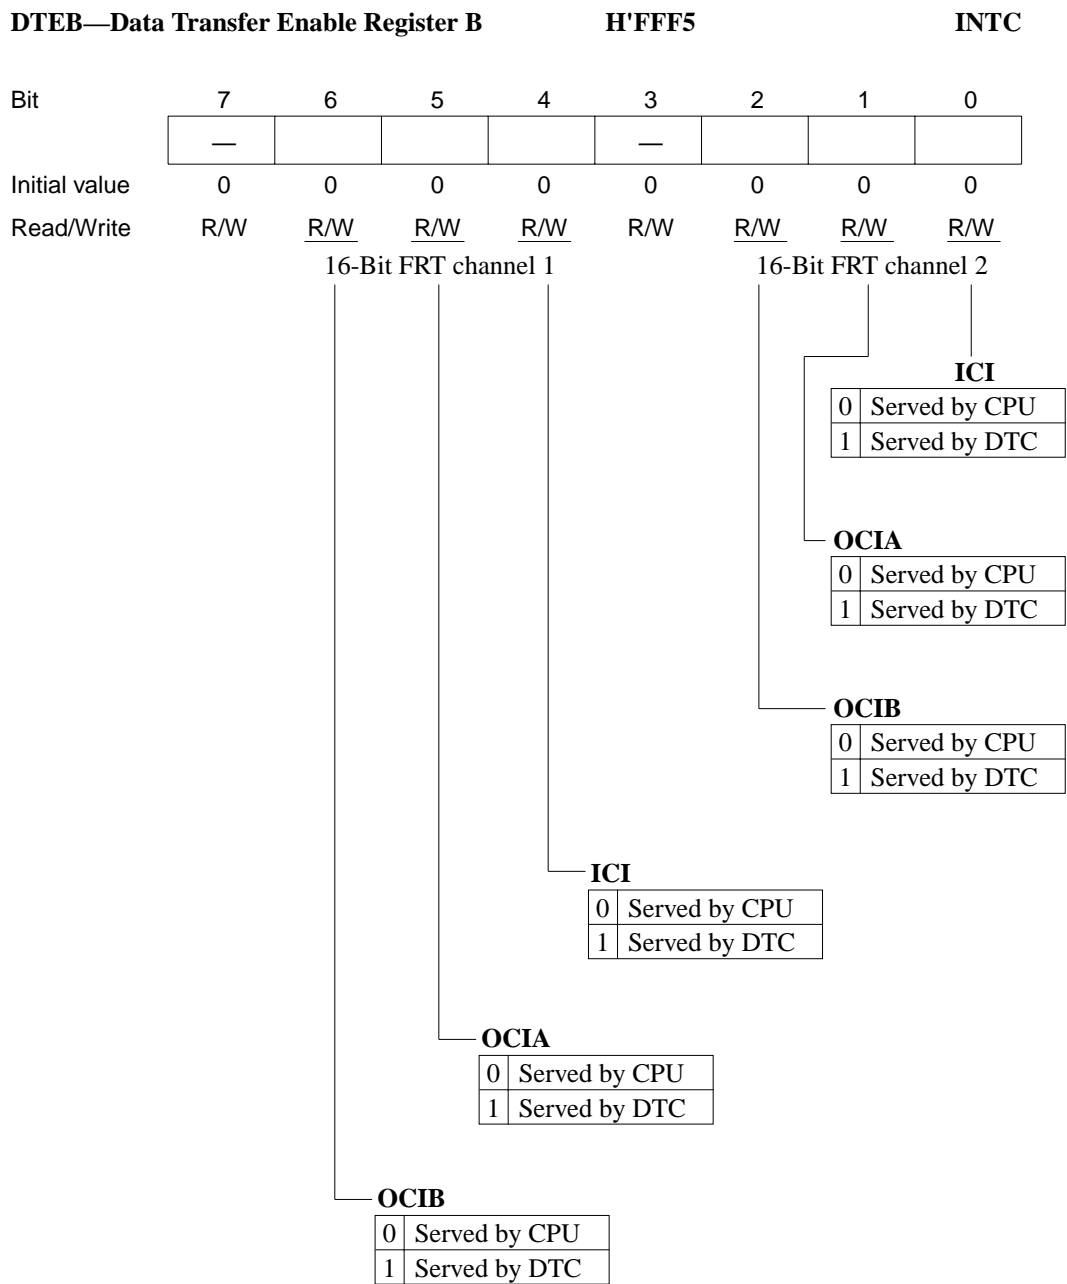 DTEB—Data Transfer Enable Register B H'FFF5 INTC
Bit 7 6 5 4 3 2 1 0
— —
Initial value 0 0 0 0 0 0 0 0
Read/Write R/W R/W R/W R/W R/W R/W R/W R/W
16-Bit FRT channel 1 16-Bit FRT channel 2
ICI
0 Served by CPU
1 Served by DTC
OCIA
0 Served by CPU
1 Served by DTC
OCIB
0 Served by CPU
1 Served by DTC
ICI
0 Served by CPU
1 Served by DTC
OCIA
0 Served by CPU
1 Served by DTC
OCIB
0 Served by CPU
1 Served by DTC